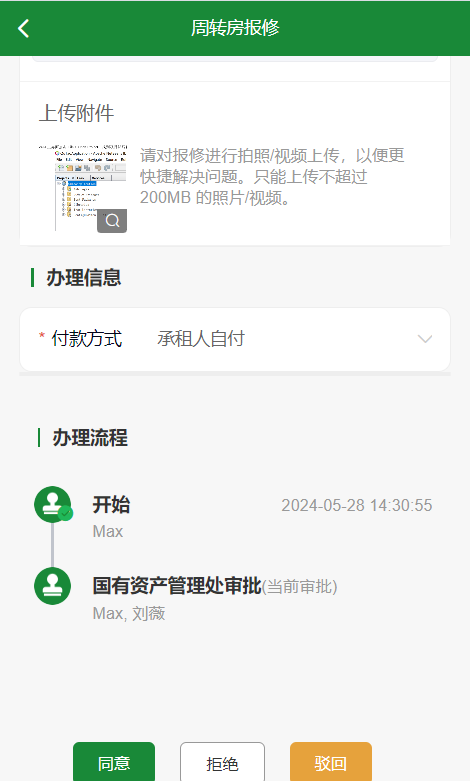 周转房报修
上传附件
请对报修进行拍照/视频上传，以便更
快捷解决问题。只能上传不超过
200MB 的照片/视频。
办理信息
* 付款方式 承租人自付
办理流程
开始 2024-05-28 14:30:55
Max
国有资产管理处审批(当前审批)
Max, 刘薇
同意 拒绝 驳回